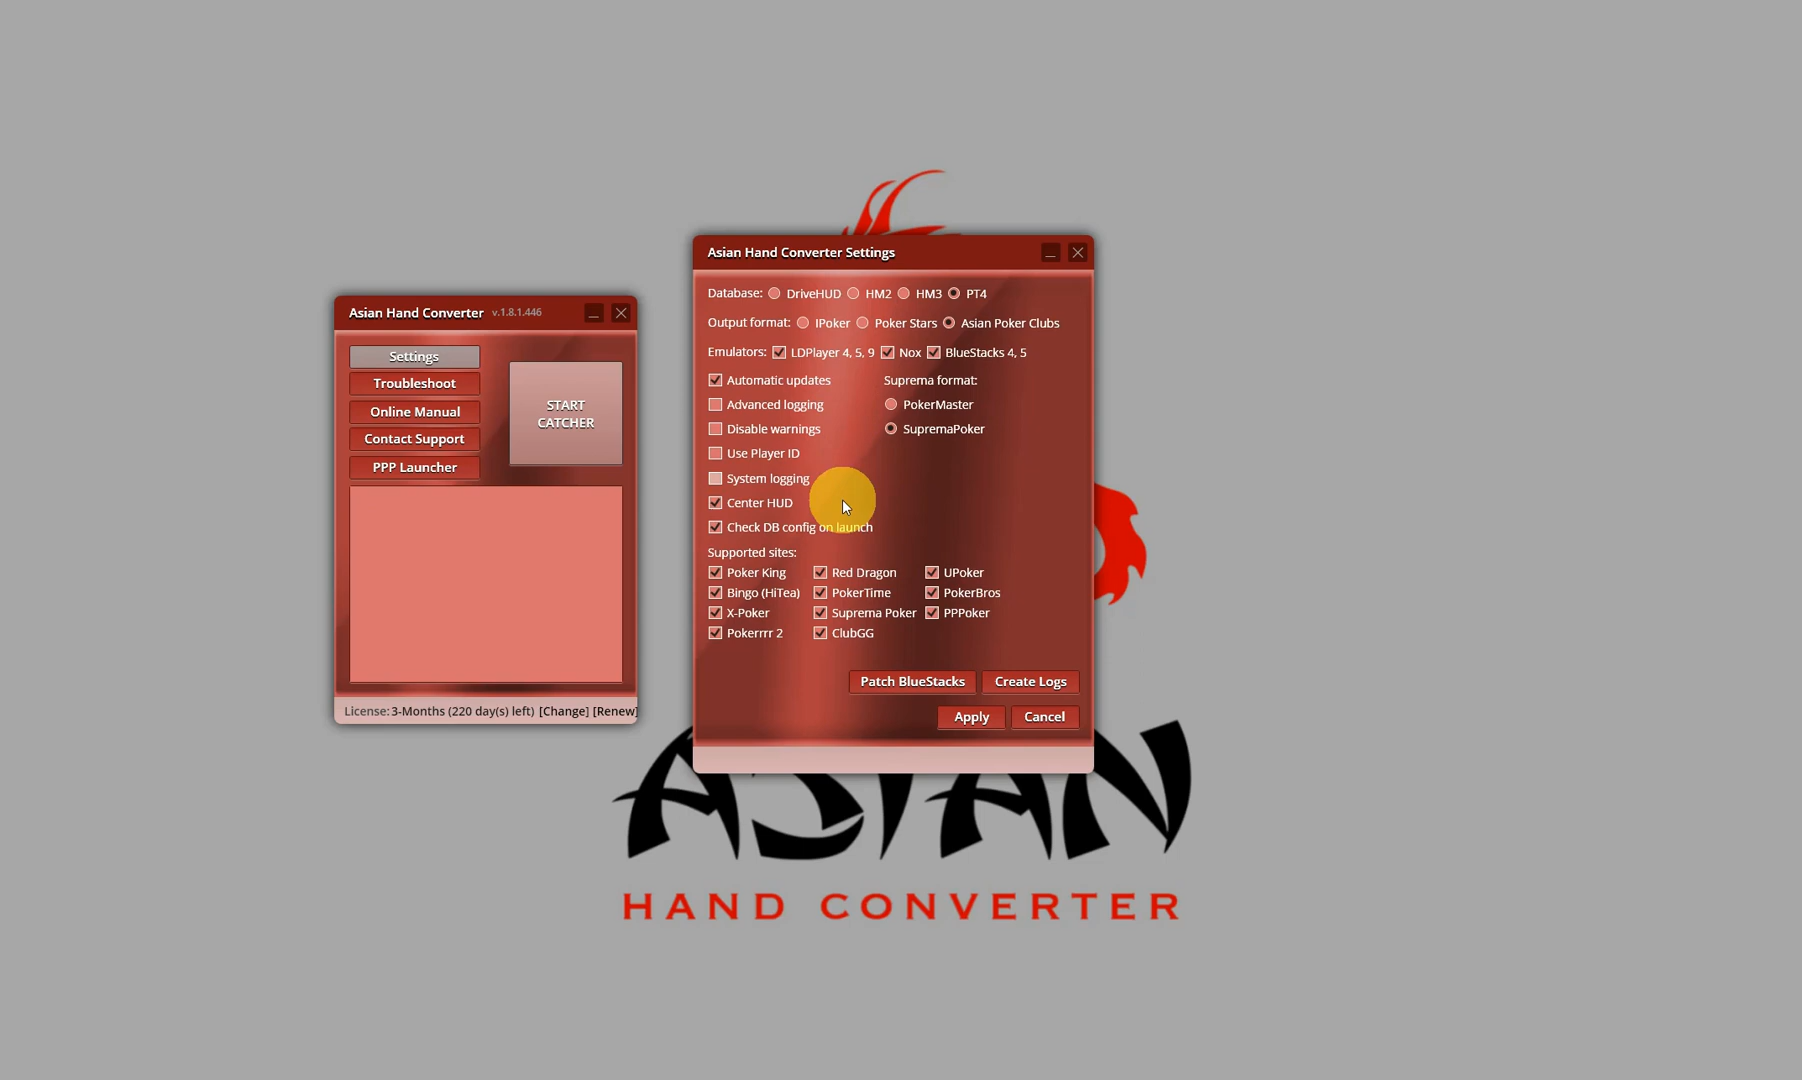 Asian Hand Converter v.1.8.1.446
Settings
Troubleshoot
Online Manual
Contact Support
PPP Launcher
START
CATCHER
License: 3-Months (220 day(s) left) [Change] [Renew]
Asian Hand Converter Settings
Database: DriveHUD HM2 HM3 PT4
Output format: IPoker Poker Stars Asian Poker Clubs
Emulators: LDPlayer 4, 5, 9 Nox BlueStacks 4, 5
Automatic updates
Advanced logging
Disable warnings
Use Player ID
System logging
Center HUD
Check DB config on launch
Suprema format:
PokerMaster
SupremaPoker
Supported sites:
Poker King Red Dragon UPoker
Bingo (HiTea) PokerTime PokerBros
X-Poker Suprema Poker PPPoker
Pokerrrr 2 ClubGG
Patch BlueStacks Create Logs
Apply Cancel
ASIAN
HAND CONVERTER